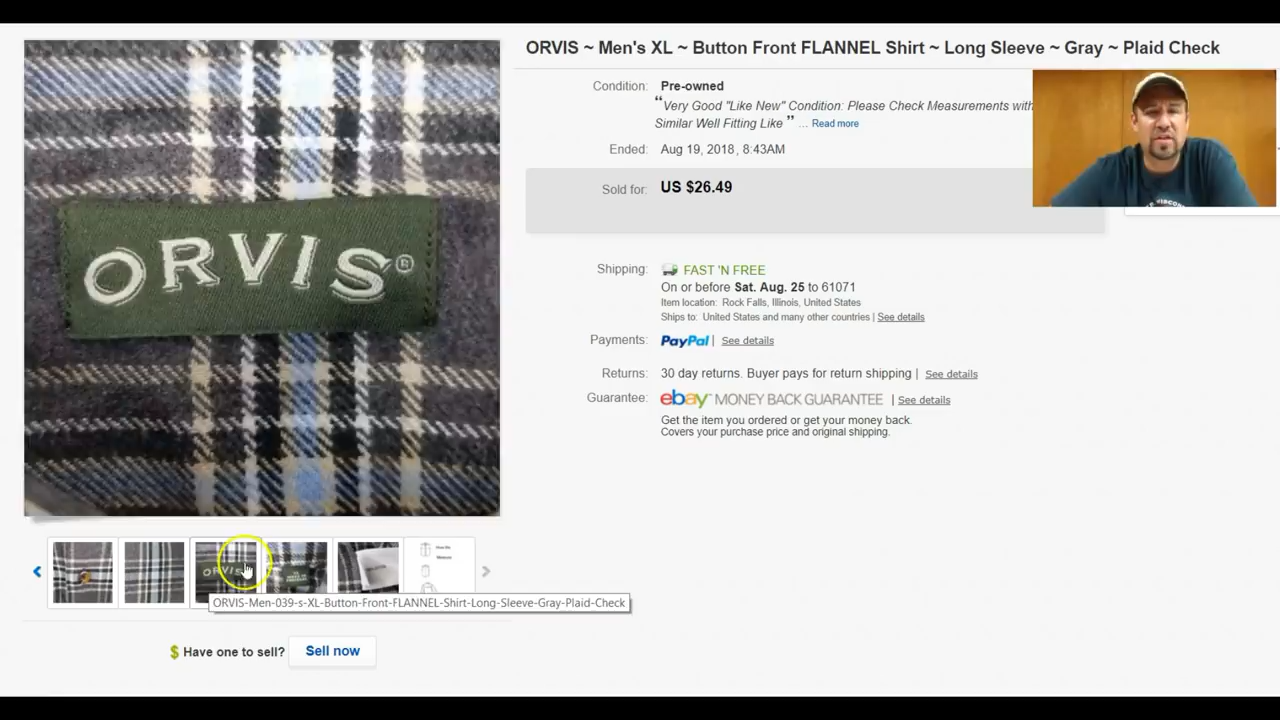 ORVIS ~ Men's XL ~ Button Front FLANNEL Shirt ~ Long Sleeve ~ Gray ~ Plaid Check
ORVIS®
Condition: Pre-owned
“Very Good "Like New" Condition: Please Check Measurements with
Similar Well Fitting Like ” ... Read more
Ended: Aug 19, 2018, 8:43AM
Sold for: US $26.49
Shipping: FAST 'N FREE
On or before Sat. Aug. 25 to 61071
Item location: Rock Falls, Illinois, United States
Ships to: United States and many other countries | See details
Payments: PayPal | See details
Returns: 30 day returns. Buyer pays for return shipping | See details
Guarantee: ebay MONEY BACK GUARANTEE | See details
Get the item you ordered or get your money back.
Covers your purchase price and original shipping.
ORVIS
ORVIS-Men-039-s-XL-Button-Front-FLANNEL-Shirt-Long-Sleeve-Gray-Plaid-Check
$ Have one to sell? Sell now